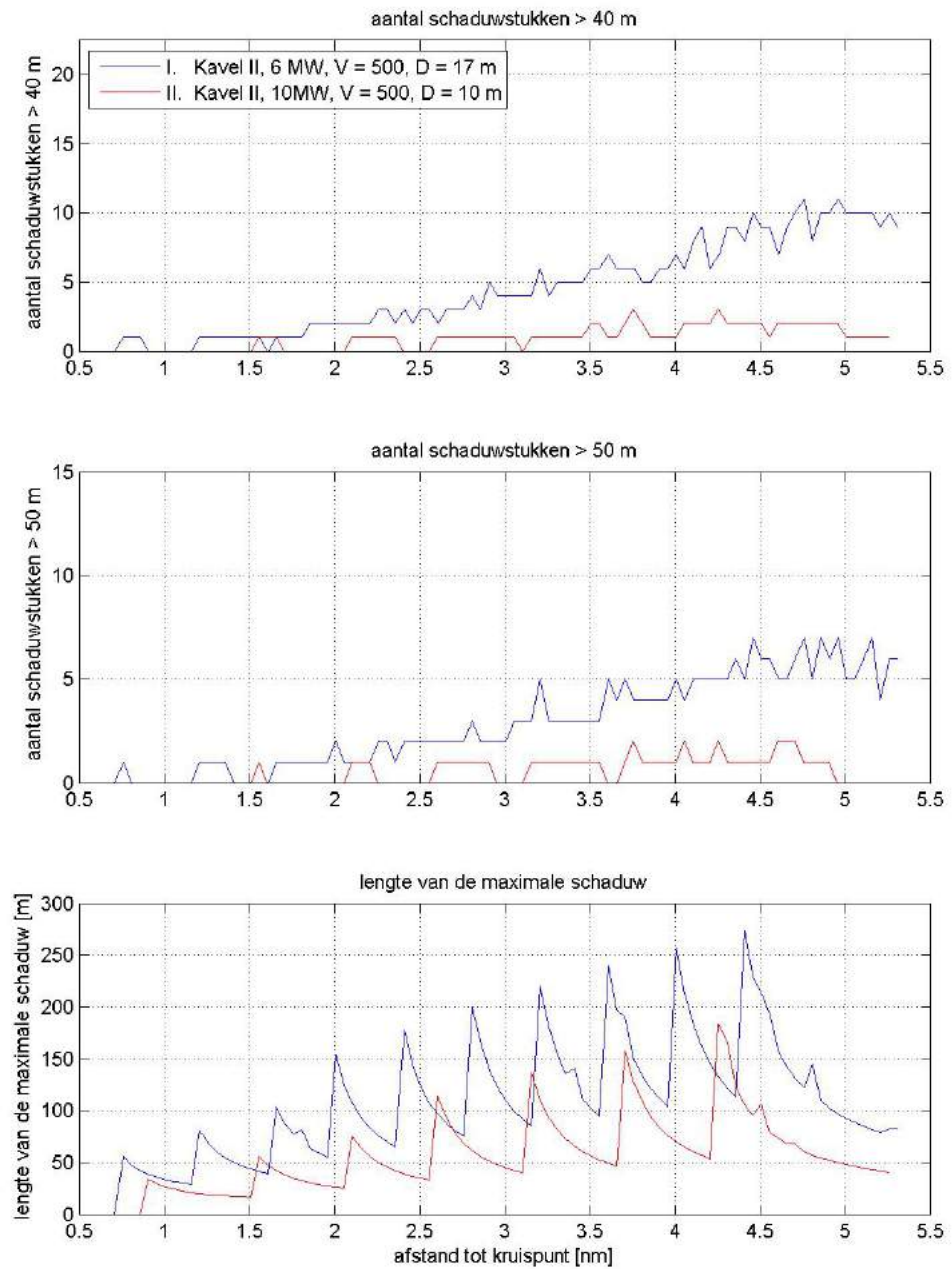 aantal schaduwstukken > 40 m
aantal schaduwstukken > 40 m
20
15
10
5
0
I. Kavel II, 6 MW, V = 500, D = 17 m
II. Kavel II, 10MW, V = 500, D = 10 m
0.5 1 1.5 2 2.5 3 3.5 4 4.5 5 5.5
aantal schaduwstukken > 50 m
aantal schaduwstukken > 50 m
15
10
5
0
0.5 1 1.5 2 2.5 3 3.5 4 4.5 5 5.5
lengte van de maximale schaduw
lengte van de maximale schaduw [m]
300
250
200
150
100
50
0
0.5 1 1.5 2 2.5 3 3.5 4 4.5 5 5.5
afstand tot kruispunt [nm]